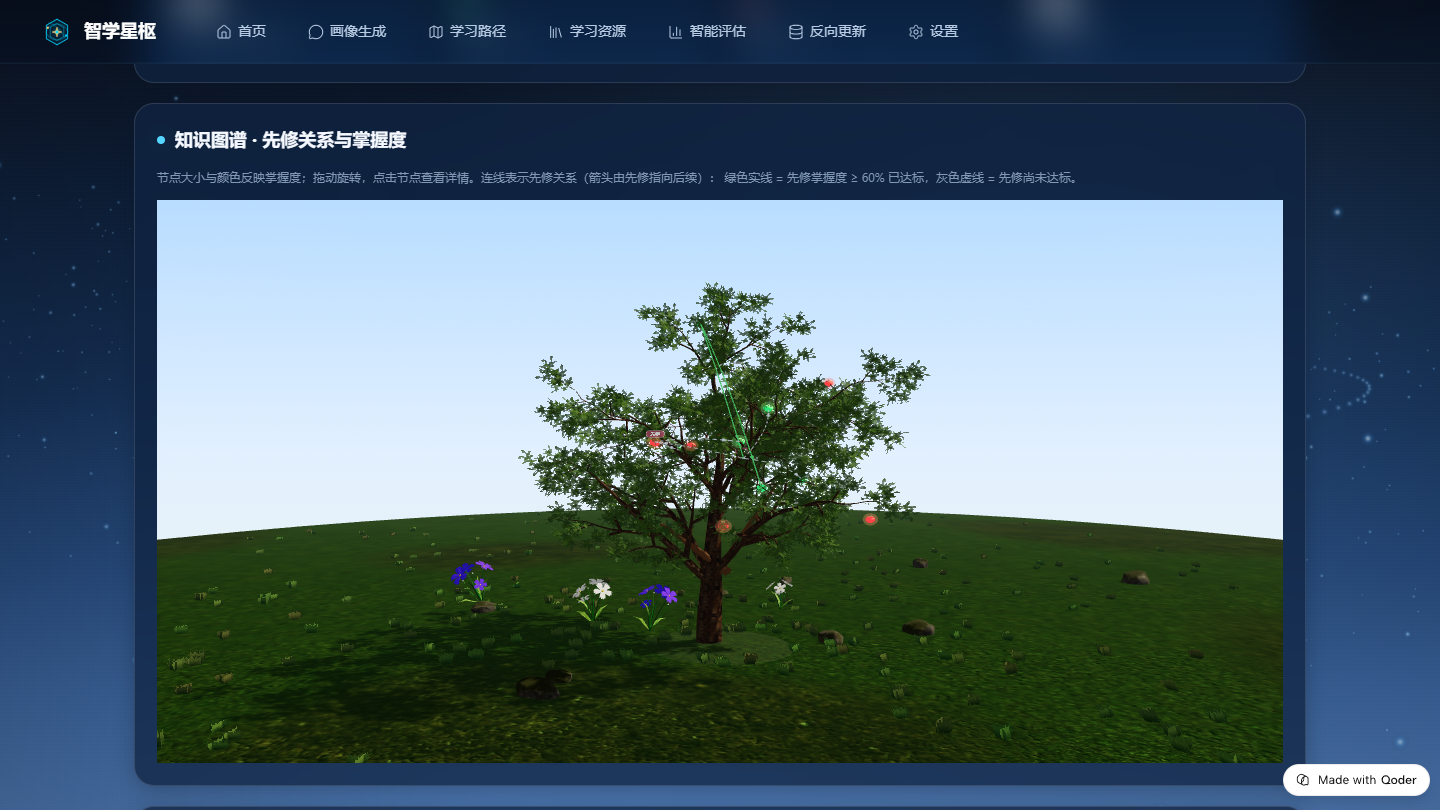 智学星枢
首页
画像生成
学习路径
学习资源
智能评估
反向更新
设置
知识图谱 · 先修关系与掌握度
节点大小与颜色反映掌握度；拖动旋转，点击节点查看详情。连线表示先修关系（箭头由先修指向后续）： 绿色实线 = 先修掌握度 ≥ 60% 已达标，灰色虚线 = 先修尚未达标。
Made with Qoder